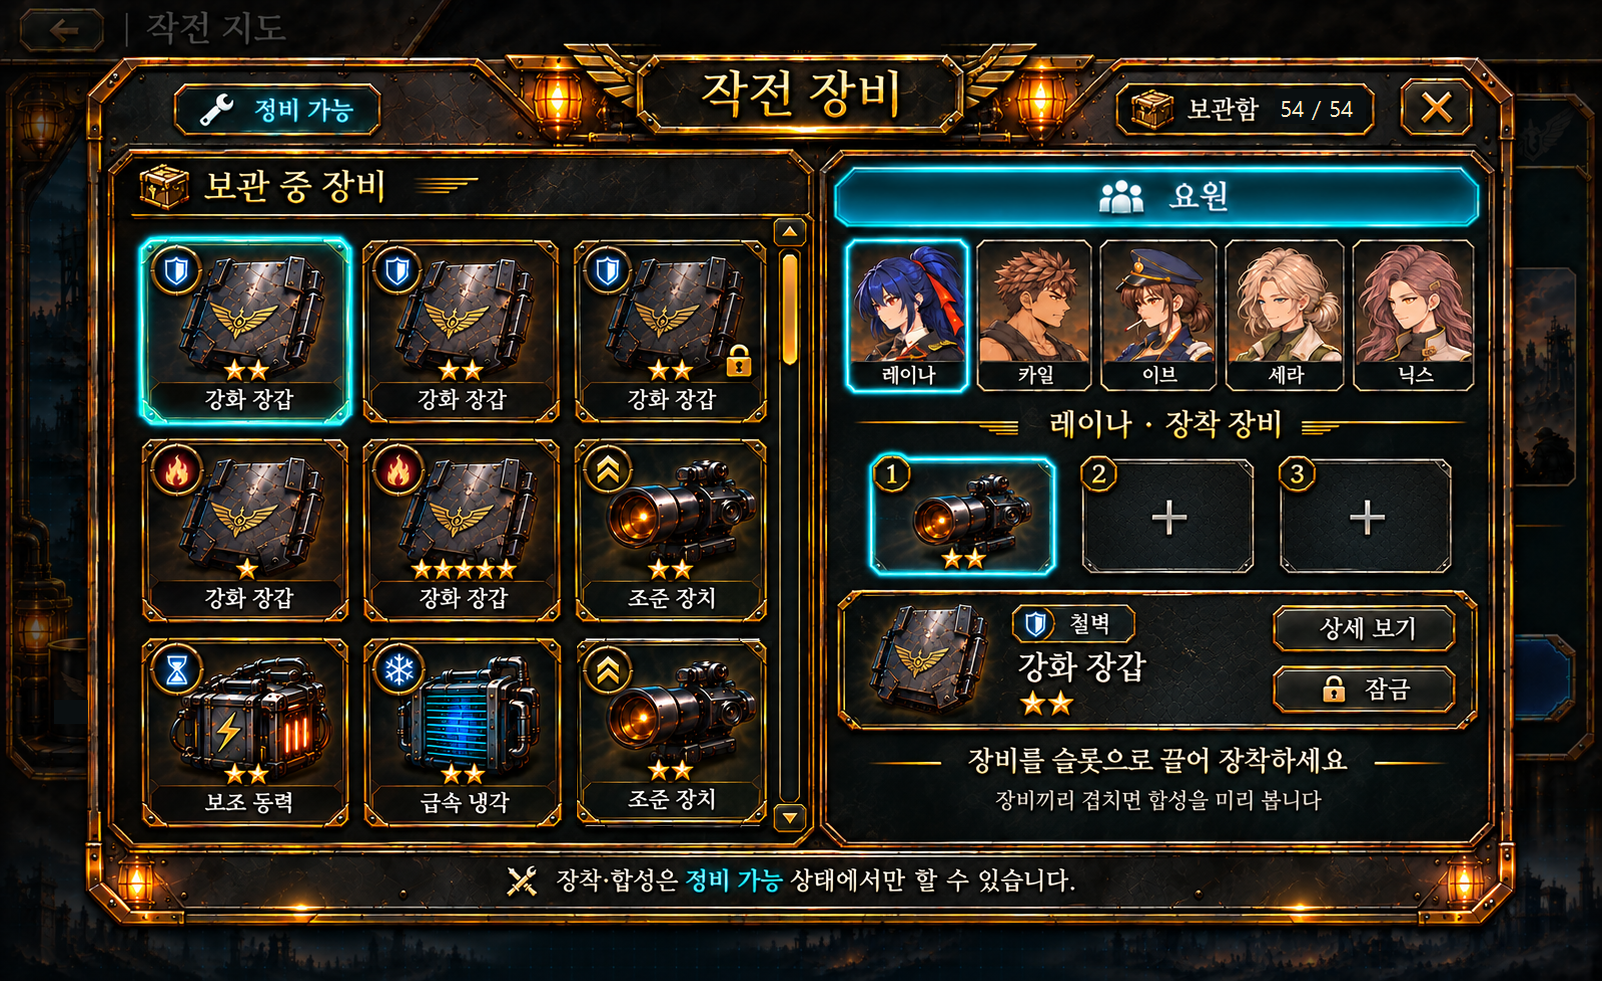 작전 지도
정비 가능
작전 장비
보관함 54 / 54
보관 중 장비
강화 장갑
강화 장갑
강화 장갑
강화 장갑
강화 장갑
조준 장치
보조 동력
급속 냉각
조준 장치
요원
레이나
카일
이브
세라
닉스
레이나 · 장착 장비
1
2
3
철벽
강화 장갑
상세 보기
잠금
장비를 슬롯으로 끌어 장착하세요
장비끼리 겹치면 합성을 미리 봅니다
장착·합성은 정비 가능 상태에서만 할 수 있습니다.